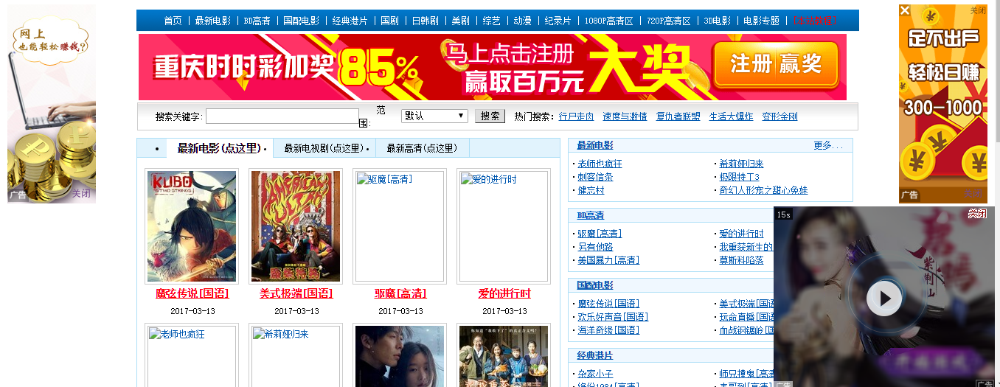 首页 | 最新电影 | BD高清 | 国配电影 | 经典港片 | 国剧 | 日韩剧 | 美剧 | 综艺 | 动漫 | 纪录片 | 1080P高清区 | 720P高清区 | 3D电影 | 电影专题 |
网上
也能轻松赚钱?
广告
关闭
重庆时时彩加奖85% 马上点击注册 赢取百万元 大奖 注册 赢奖
关闭
足不出户
轻松日赚
300-1000
广告
搜索关键字: 范围: 默认 搜索 热门搜索: 行尸走肉 速度与激情 复仇者联盟 生活大爆炸 变形金刚
最新电影(点这里) 最新电视剧(点这里) 最新高清(点这里)
KUBO
AND THE
TWO STRINGS
AMERICAN
ULTRA
废柴特务
驱魔[高清]
爱的进行时
魔弦传说[国语]
2017-03-13
美式极端[国语]
2017-03-13
驱魔[高清]
2017-03-13
爱的进行时
2017-03-13
老师也疯狂
希莉娅归来
最新电影 更多...
老师也疯狂 希莉娅归来
刺客信条 极限特工3
健忘村 奇幻人形宠之甜心兔妹
BD高清
驱魔[高清] 爱的进行时
另有他路 我重获新生的
美国暴力[高清] 莫斯科陷落
国配电影
魔弦传说[国语] 美式极端[国语
欢乐好声音[国语] 玩命直播[国语
海洋奇缘[国语] 血战钢锯岭[国
经典港片
杂家小子 师兄撞鬼[高清
15s
关闭
紫荆山
广告
广告